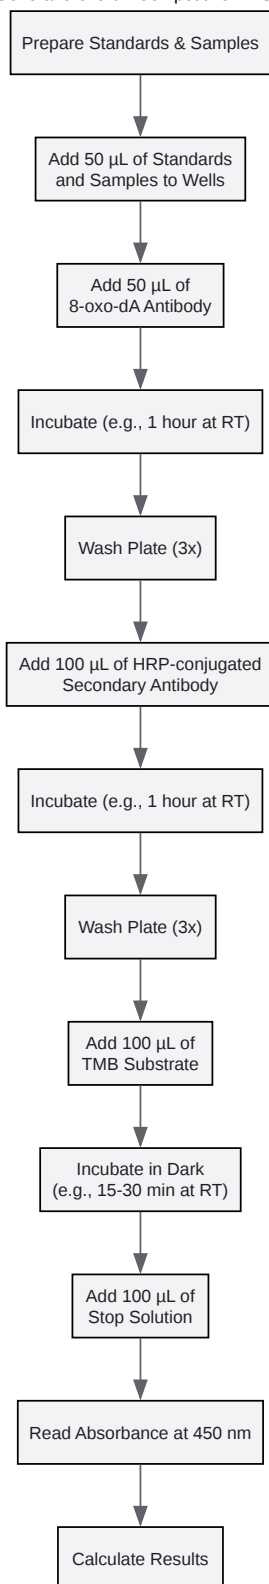 Prepare Standards & Samples
Add 50 µL of Standards
and Samples to Wells
Add 50 µL of
8-oxo-dA Antibody
Incubate (e.g., 1 hour at RT)
Wash Plate (3x)
Add 100 µL of HRP-conjugated
Secondary Antibody
Incubate (e.g., 1 hour at RT)
Wash Plate (3x)
Add 100 µL of
TMB Substrate
Incubate in Dark
(e.g., 15-30 min at RT)
Add 100 µL of
Stop Solution
Read Absorbance at 450 nm
Calculate Results